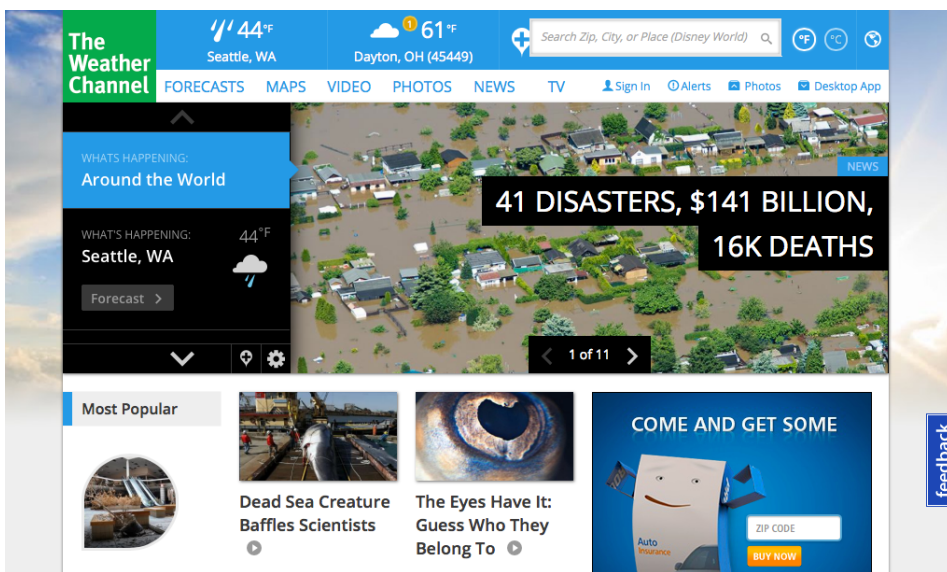 The
Weather
Channel
44°F
Seattle, WA
1
61°F
Dayton, OH (45449)
Search Zip, City, or Place (Disney World)
°F
°C
FORECASTS
MAPS
VIDEO
PHOTOS
NEWS
TV
Sign In
Alerts
Photos
Desktop App
WHATS HAPPENING:
Around the World
WHAT'S HAPPENING:
Seattle, WA
44°F
Forecast
NEWS
41 DISASTERS, $141 BILLION,
16K DEATHS
1 of 11
Most Popular
Dead Sea Creature
Baffles Scientists
The Eyes Have It:
Guess Who They
Belong To
COME AND GET SOME
Auto
Insurance
ZIP CODE
BUY NOW
feedback